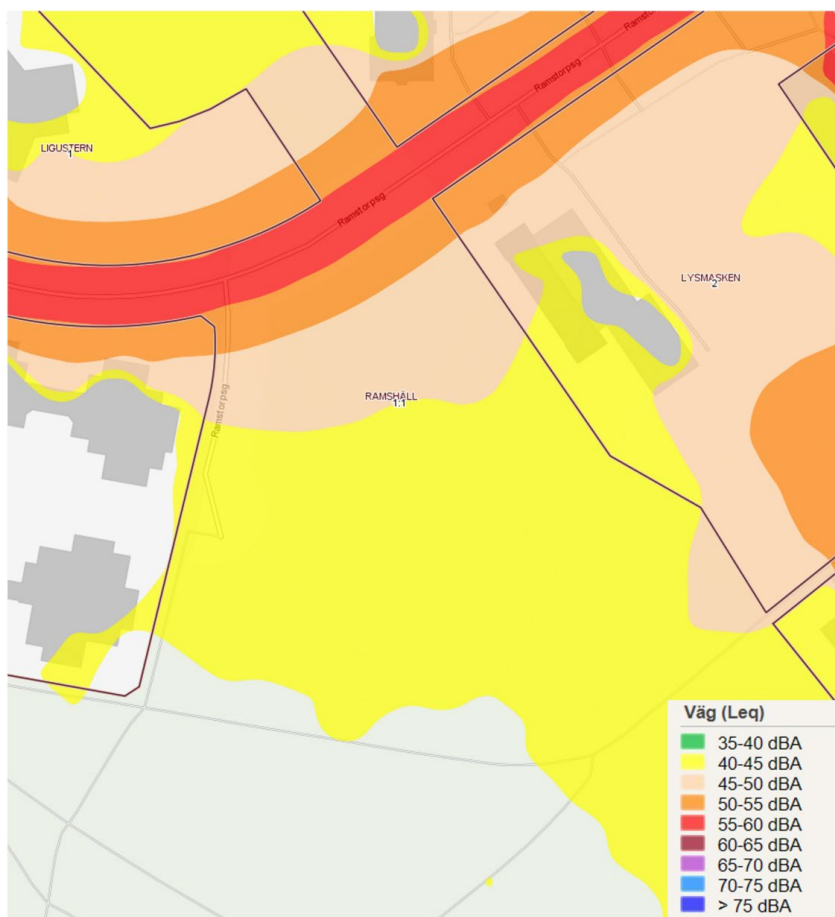 Ramstorpsg
Ramstorpsg
LIGUSTERN
1
Ramstorpsg
LYSMASKEN
2
RAMSHÄLL
1:1
Ramstorpsg
Väg (Leq)
35-40 dBA
40-45 dBA
45-50 dBA
50-55 dBA
55-60 dBA
60-65 dBA
65-70 dBA
70-75 dBA
> 75 dBA